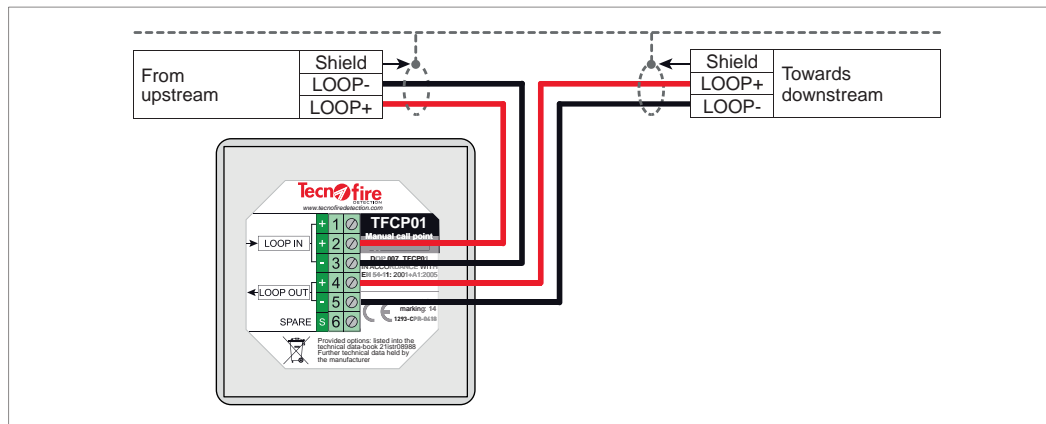 From
upstream
Shield
LOOP-
LOOP+
Shield
LOOP+
LOOP-
Towards
downstream
Tecnofire
DETECTION
www.tecnofiredetection.com
LOOP IN
LOOP OUT
SPARE
+ 1
+ 2
- 3
+ 4
- 5
S 6
TFCP01
Manual call point
DOP 007_TFCP01
IN ACCORDANCE WITH
EN 54-11: 2001+A1:2005
CE
marking: 14
1293-CPR-0438
Provided options: listed into the
technical data-book 21istr08988
Further technical data held by
the manufacturer